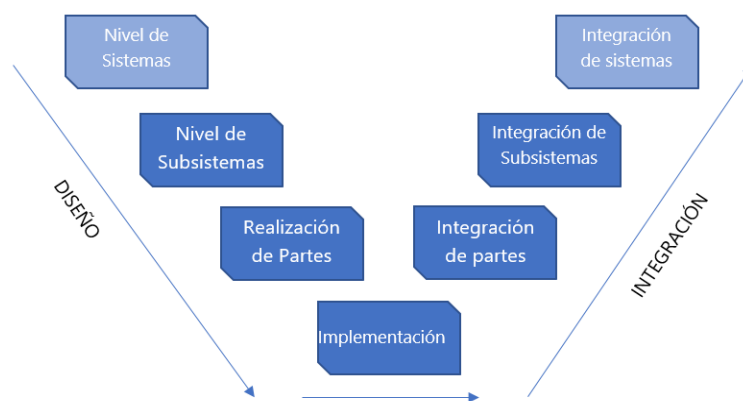 Nivel de
Sistemas
Integración
de sistemas
Nivel de
Subsistemas
Integración de
Subsistemas
DISEÑO
Realización
de Partes
Integración
de partes
INTEGRACIÓN
Implementación